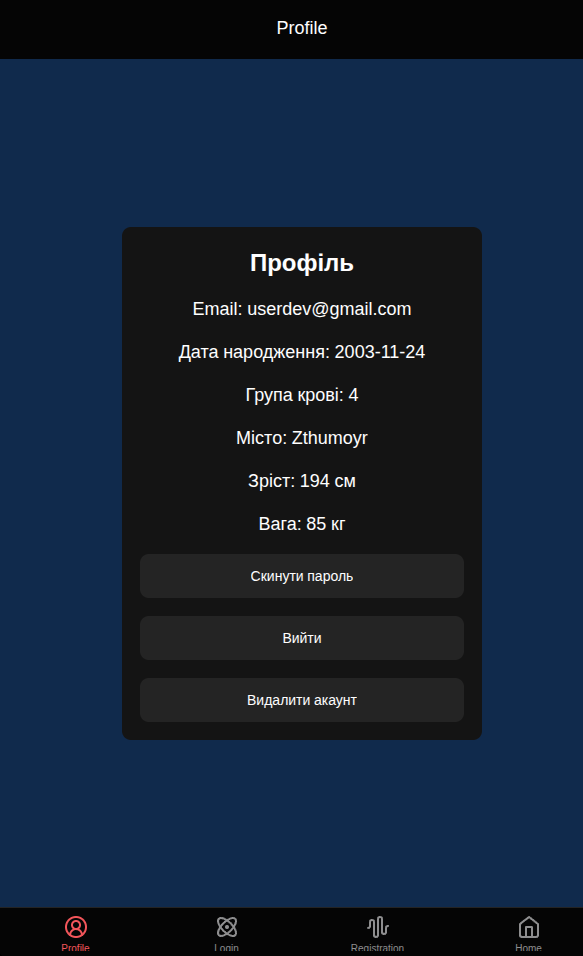 Profile
Профіль
Email: userdev@gmail.com
Дата народження: 2003-11-24
Група крові: 4
Місто: Zthumoyr
Зріст: 194 см
Вага: 85 кг
Скинути пароль
Вийти
Видалити акаунт
Profile Login Registration Home